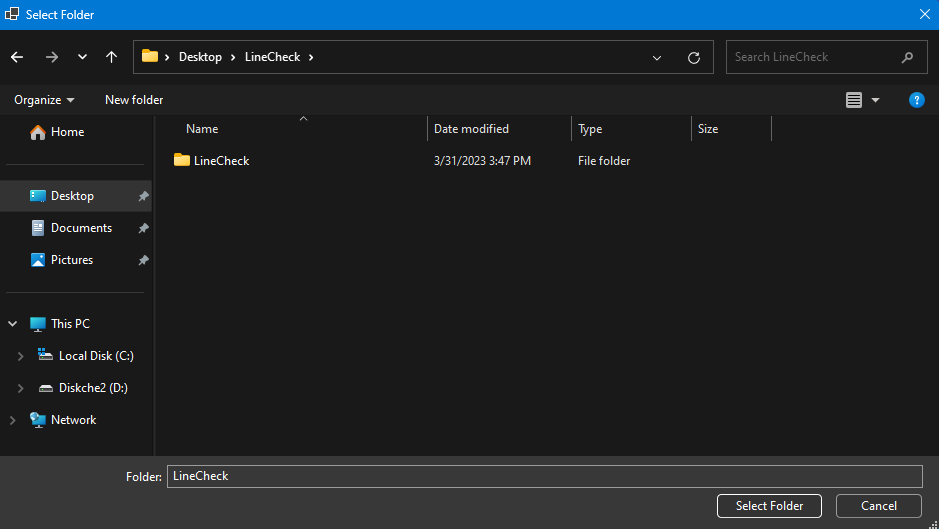 Select Folder
Desktop LineCheck
Search LineCheck
Organize New folder
Name Date modified Type Size
LineCheck 3/31/2023 3:47 PM File folder
Home
Desktop
Documents
Pictures
This PC
Local Disk (C:)
Diskche2 (D:)
Network
Folder: LineCheck
Select Folder Cancel